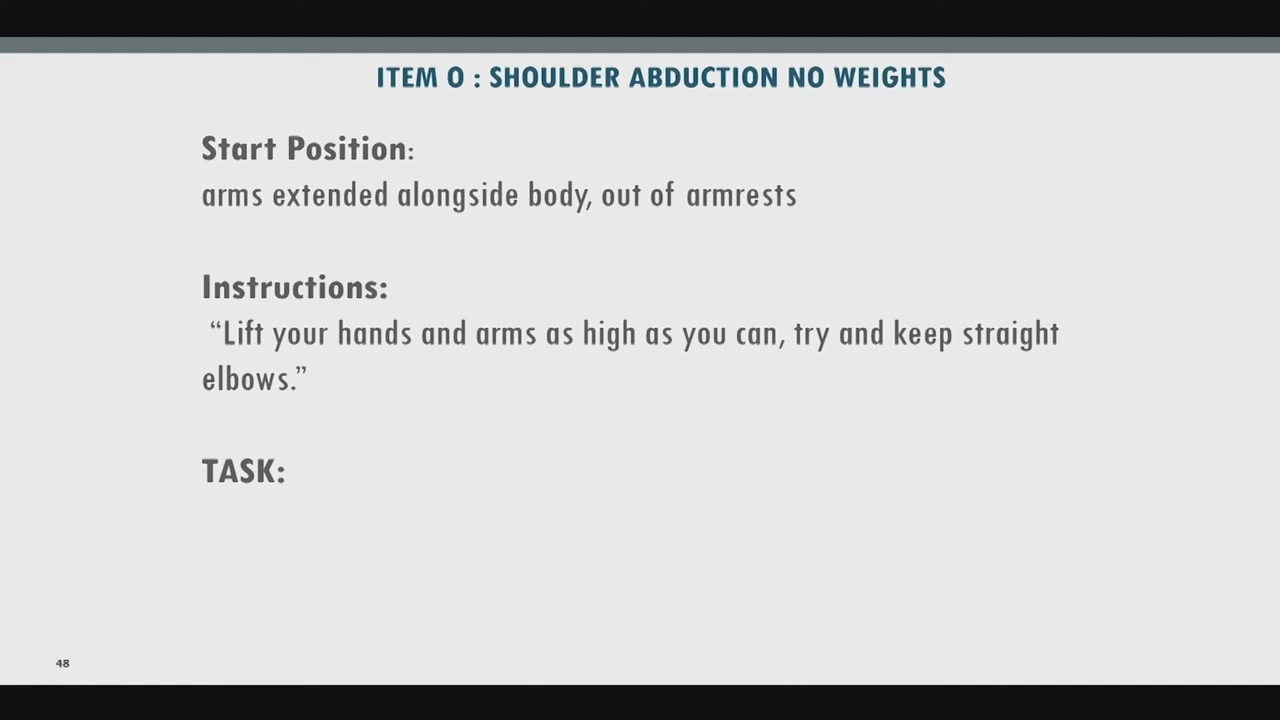 ITEM O : SHOULDER ABDUCTION NO WEIGHTS
Start Position:
arms extended alongside body, out of armrests
Instructions:
“Lift your hands and arms as high as you can, try and keep straight
elbows.”
TASK:
48